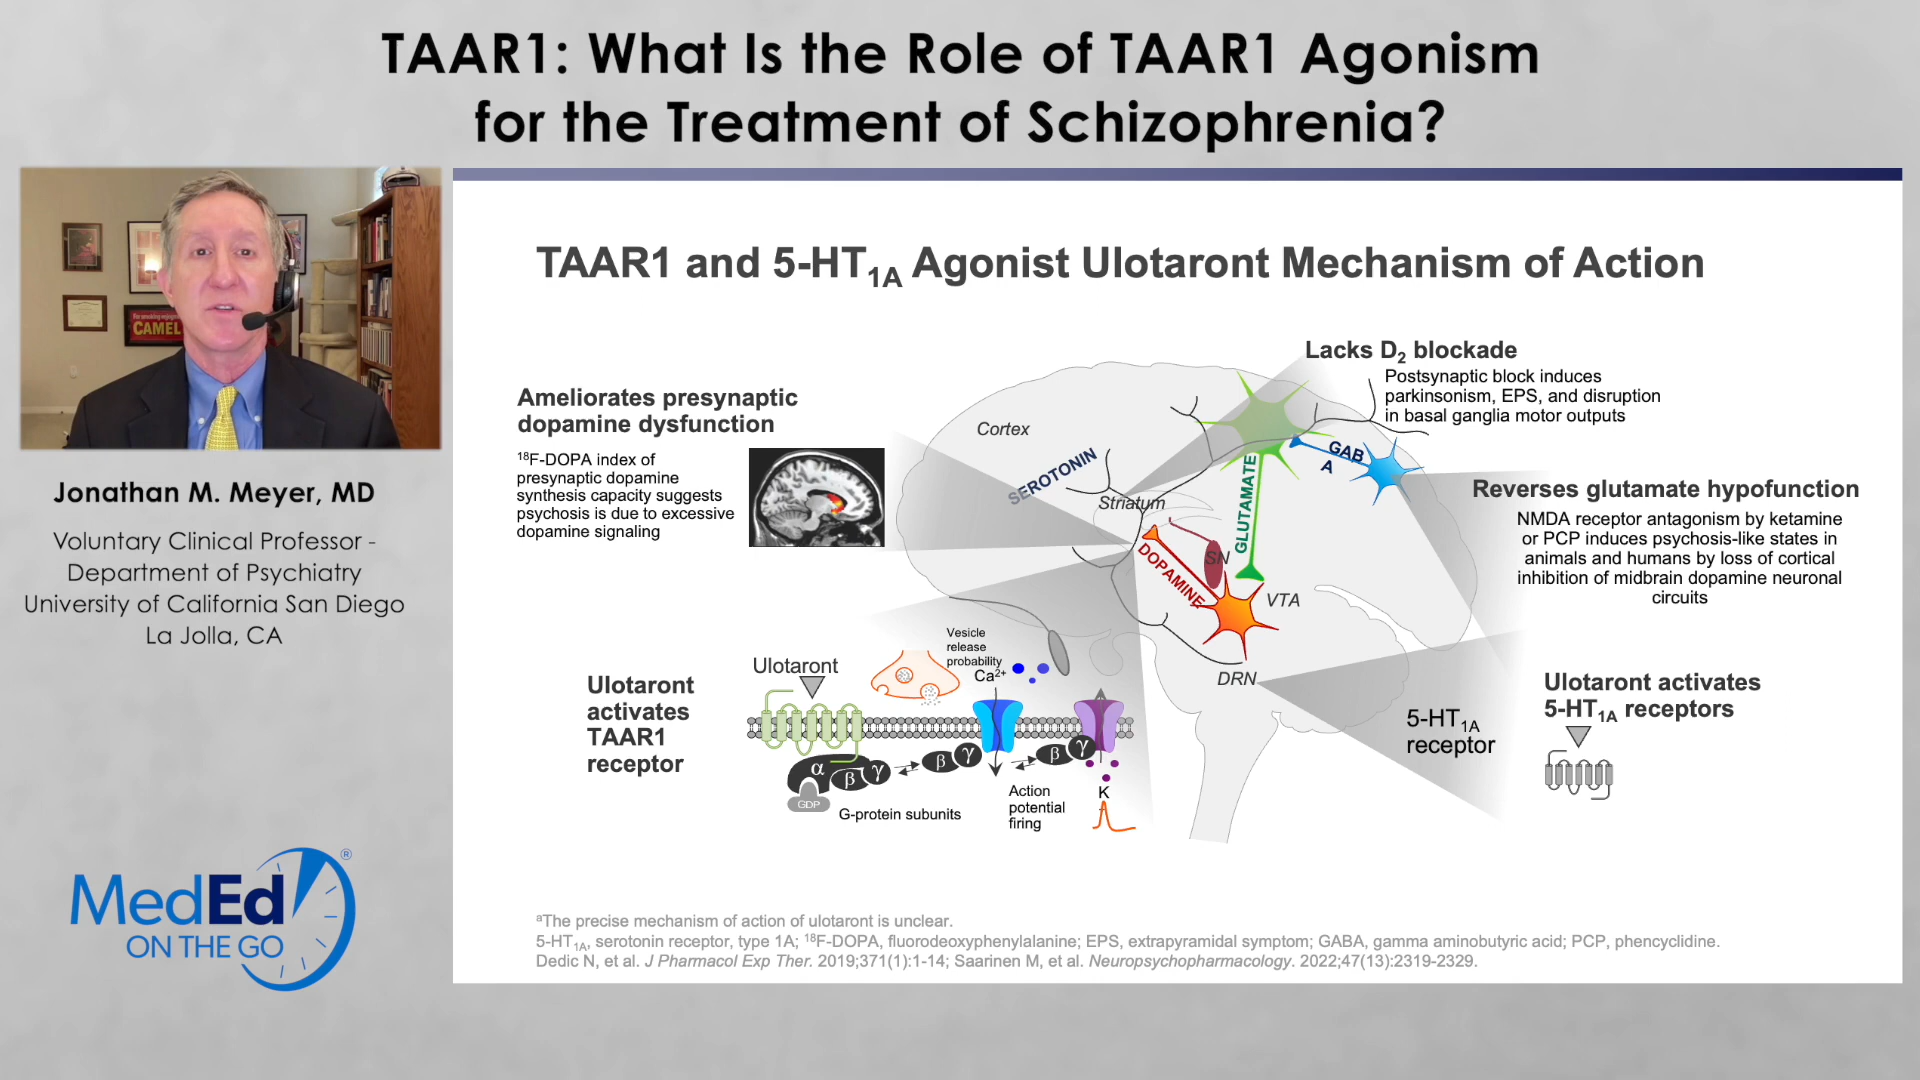 TAAR1: What Is the Role of TAAR1 Agonism
for the Treatment of Schizophrenia?
CAMEL
Jonathan M. Meyer, MD
Voluntary Clinical Professor -
Department of Psychiatry
University of California San Diego
La Jolla, CA
MedEd®
ON THE GO
TAAR1 and 5-HT1A Agonist Ulotaront Mechanism of Action
Ameliorates presynaptic
dopamine dysfunction
18F-DOPA index of
presynaptic dopamine
synthesis capacity suggests
psychosis is due to excessive
dopamine signaling
Lacks D2 blockade
Postsynaptic block induces
parkinsonism, EPS, and disruption
in basal ganglia motor outputs
Cortex
SEROTONIN
Striatum
GLUTAMATE
GAB
A
DOPAMINE
SN
VTA
DRN
Reverses glutamate hypofunction
NMDA receptor antagonism by ketamine
or PCP induces psychosis-like states in
animals and humans by loss of cortical
inhibition of midbrain dopamine neuronal
circuits
Ulotaront
activates
TAAR1
receptor
Ulotaront
Vesicle
release
probability
Ca2+
α
β
γ
GDP
β
γ
β
γ
G-protein subunits
Action
potential
firing
K
5-HT1A
receptor
Ulotaront activates
5-HT1A receptors
aThe precise mechanism of action of ulotaront is unclear.
5-HT1A, serotonin receptor, type 1A; 18F-DOPA, fluorodeoxyphenylalanine; EPS, extrapyramidal symptom; GABA, gamma aminobutyric acid; PCP, phencyclidine.
Dedic N, et al. J Pharmacol Exp Ther. 2019;371(1):1-14; Saarinen M, et al. Neuropsychopharmacology. 2022;47(13):2319-2329.